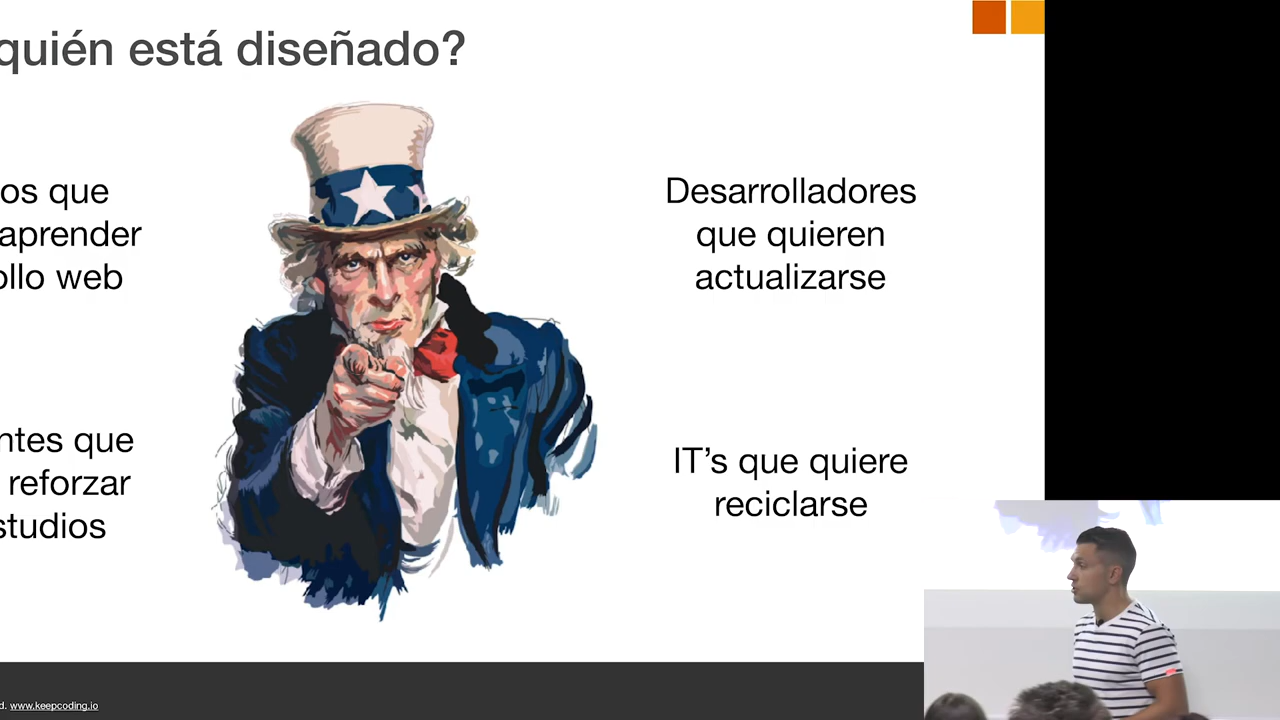 quién está diseñado?
os que
aprender
ollo web
Desarrolladores
que quieren
actualizarse
ntes que
reforzar
studios
IT’s que quiere
reciclarse
d. www.keepcoding.io